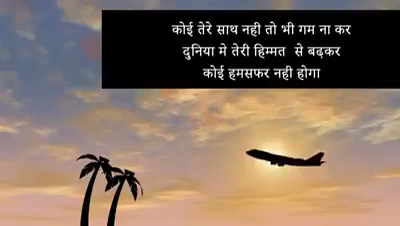 कोई तेरे साथ नही तो भी गम ना कर
दुनिया मे तेरी हिम्मत से बढ़कर
कोई हमसफर नही होगा